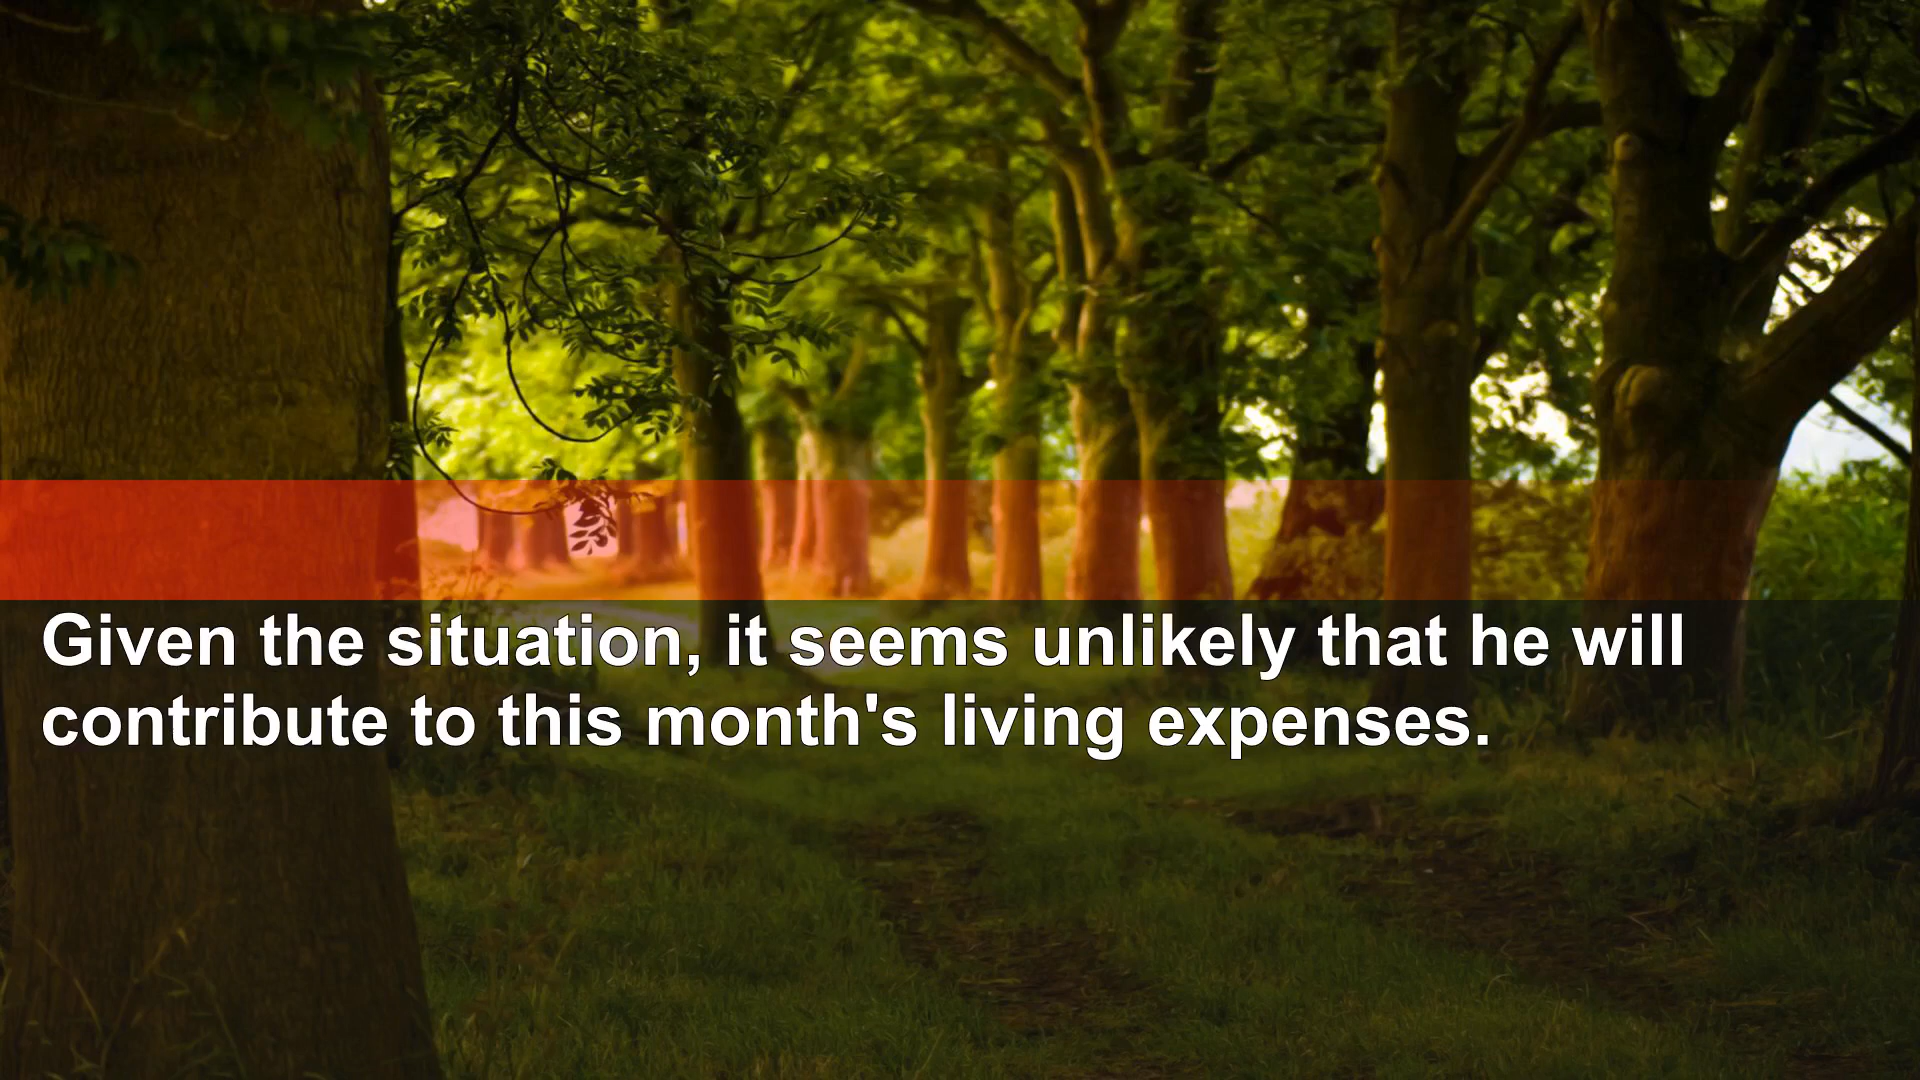 Given the situation, it seems unlikely that he will
contribute to this month's living expenses.